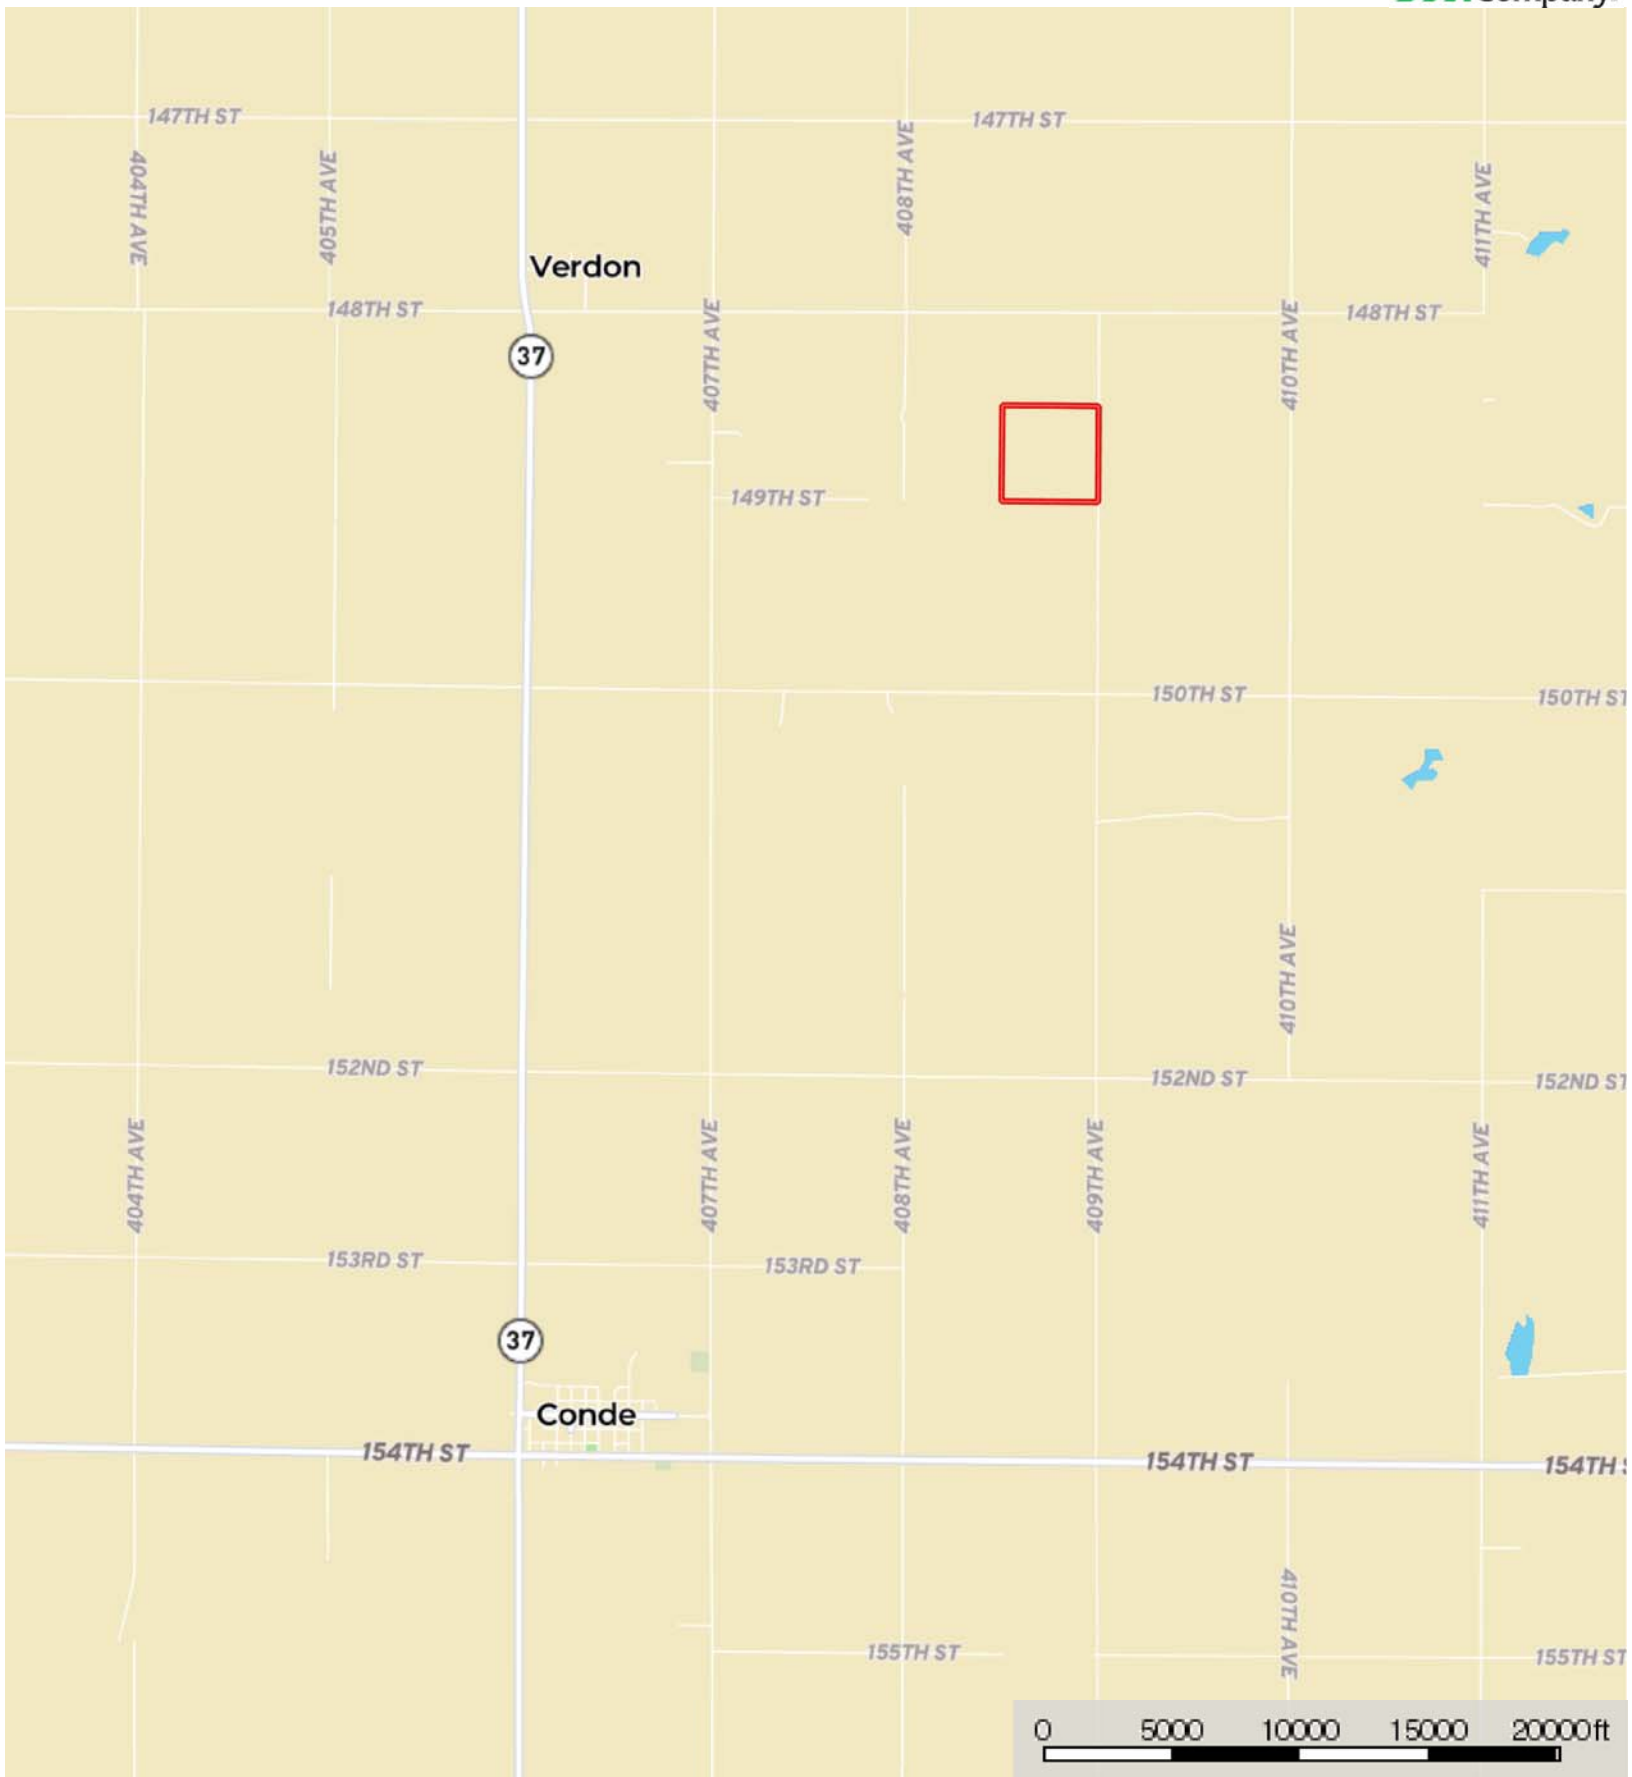 Company
147TH ST
147TH ST
404TH AVE
405TH AVE
408TH AVE
411TH AVE
Verdon
148TH ST
148TH ST
37
407TH AVE
410TH AVE
149TH ST
150TH ST
150TH ST
410TH AVE
152ND ST
152ND ST
152ND ST
404TH AVE
407TH AVE
408TH AVE
409TH AVE
411TH AVE
153RD ST
153RD ST
37
Conde
154TH ST
154TH ST
154TH S
410TH AVE
155TH ST
155TH ST
0 5000 10000 15000 20000ft